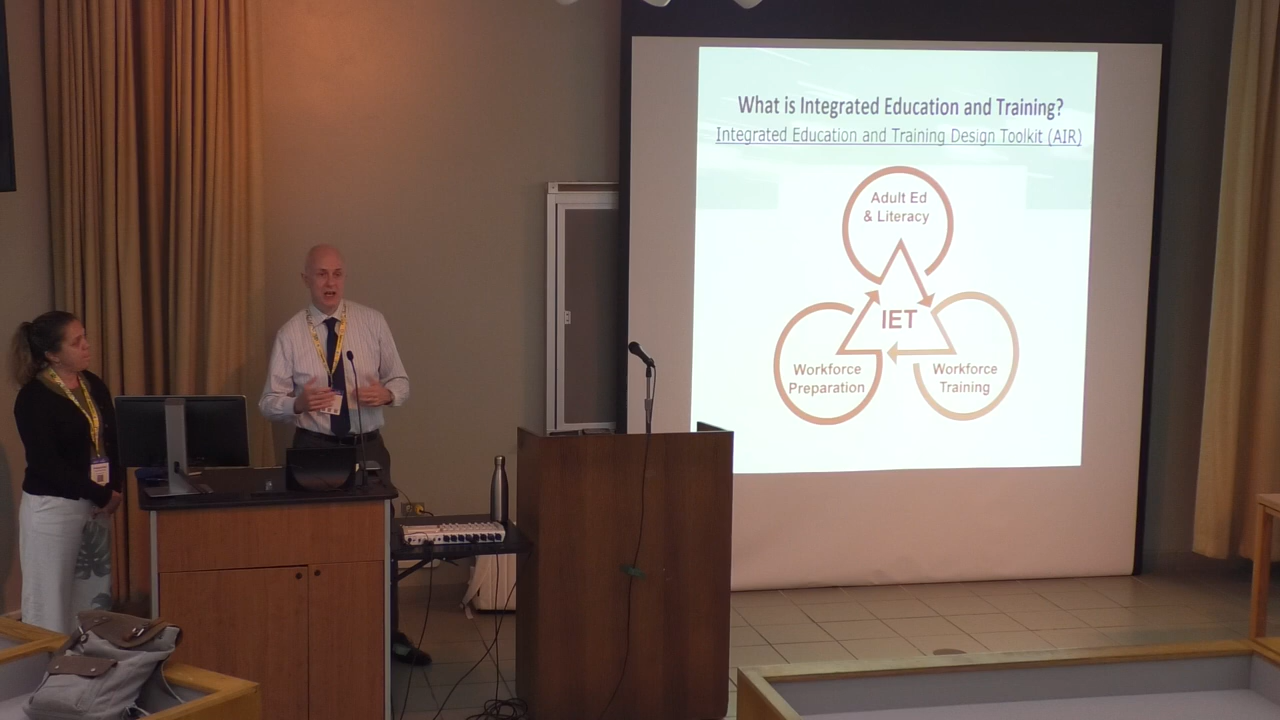 What is Integrated Education and Training?
Integrated Education and Training Design Toolkit (AIR)
Adult Ed
& Literacy
IET
Workforce
Preparation
Workforce
Training